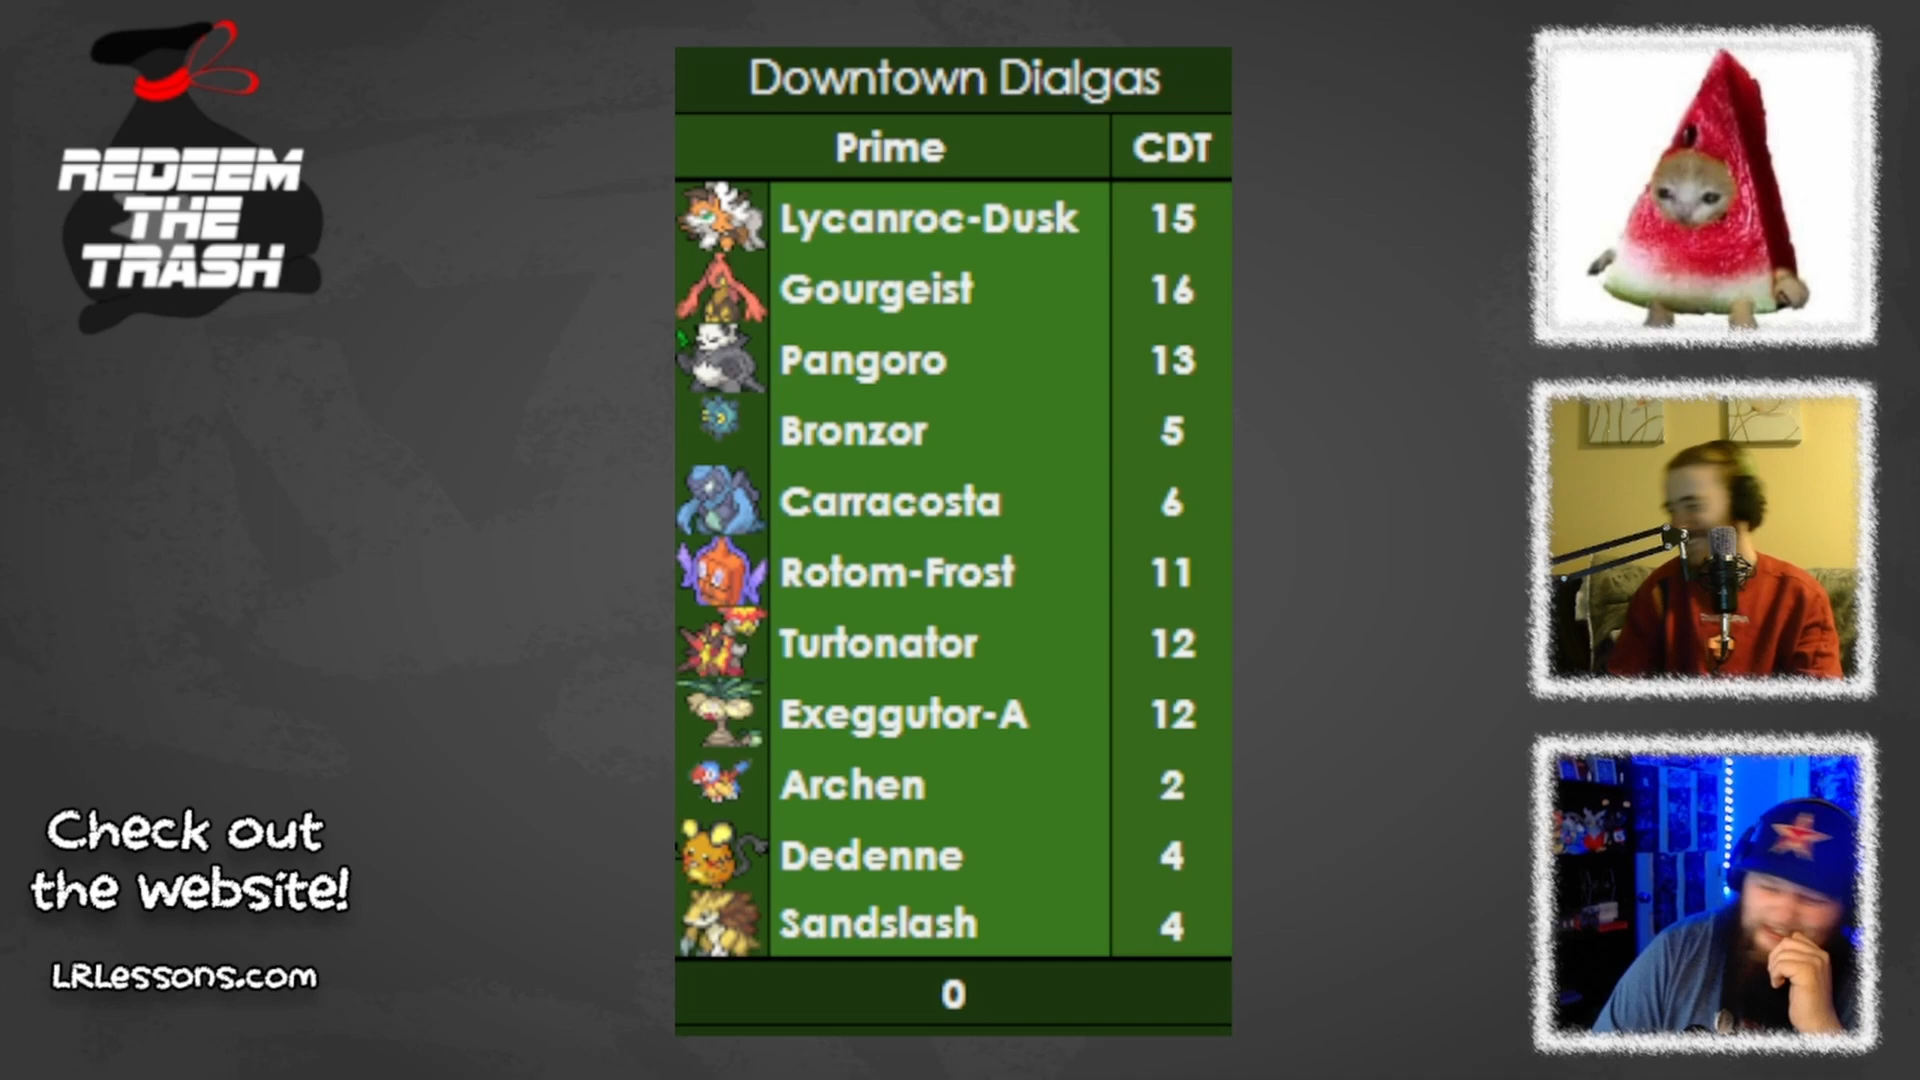 REDEEM
THE
TRASH
Downtown Dialgas
Prime CDT
Lycanroc-Dusk 15
Gourgeist 16
Pangoro 13
Bronzor 5
Carracosta 6
Rotom-Frost 11
Turtonator 12
Exeggutor-A 12
Archen 2
Dedenne 4
Sandslash 4
0
Check out
the website!
LRLessons.com